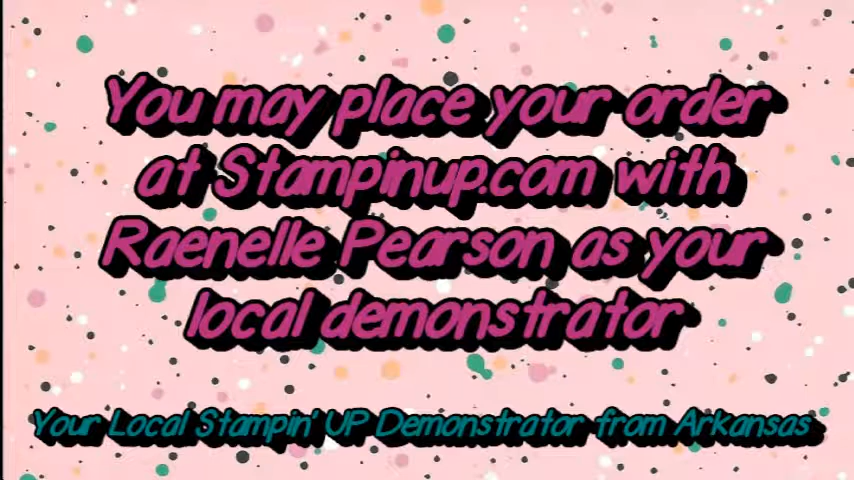 You may place your order
at Stampinup.com with
Raenelle Pearson as your
local demonstrator
Your Local Stampin' UP Demonstrator from Arkansas